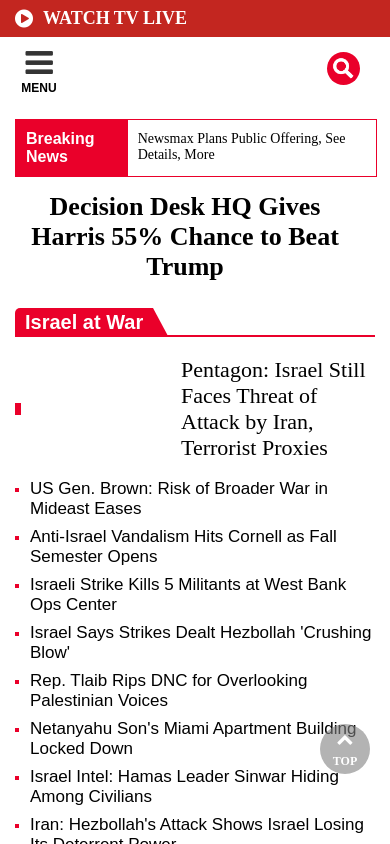 WATCH TV LIVE
MENU
Breaking
News
Newsmax Plans Public Offering, See
Details, More
Decision Desk HQ Gives
Harris 55% Chance to Beat
Trump
Israel at War
Pentagon: Israel Still
Faces Threat of
Attack by Iran,
Terrorist Proxies
US Gen. Brown: Risk of Broader War in
Mideast Eases
Anti-Israel Vandalism Hits Cornell as Fall
Semester Opens
Israeli Strike Kills 5 Militants at West Bank
Ops Center
Israel Says Strikes Dealt Hezbollah 'Crushing
Blow'
Rep. Tlaib Rips DNC for Overlooking
Palestinian Voices
Netanyahu Son's Miami Apartment Building
Locked Down
Israel Intel: Hamas Leader Sinwar Hiding
Among Civilians
TOP
Iran: Hezbollah's Attack Shows Israel Losing
Its Deterrent Power